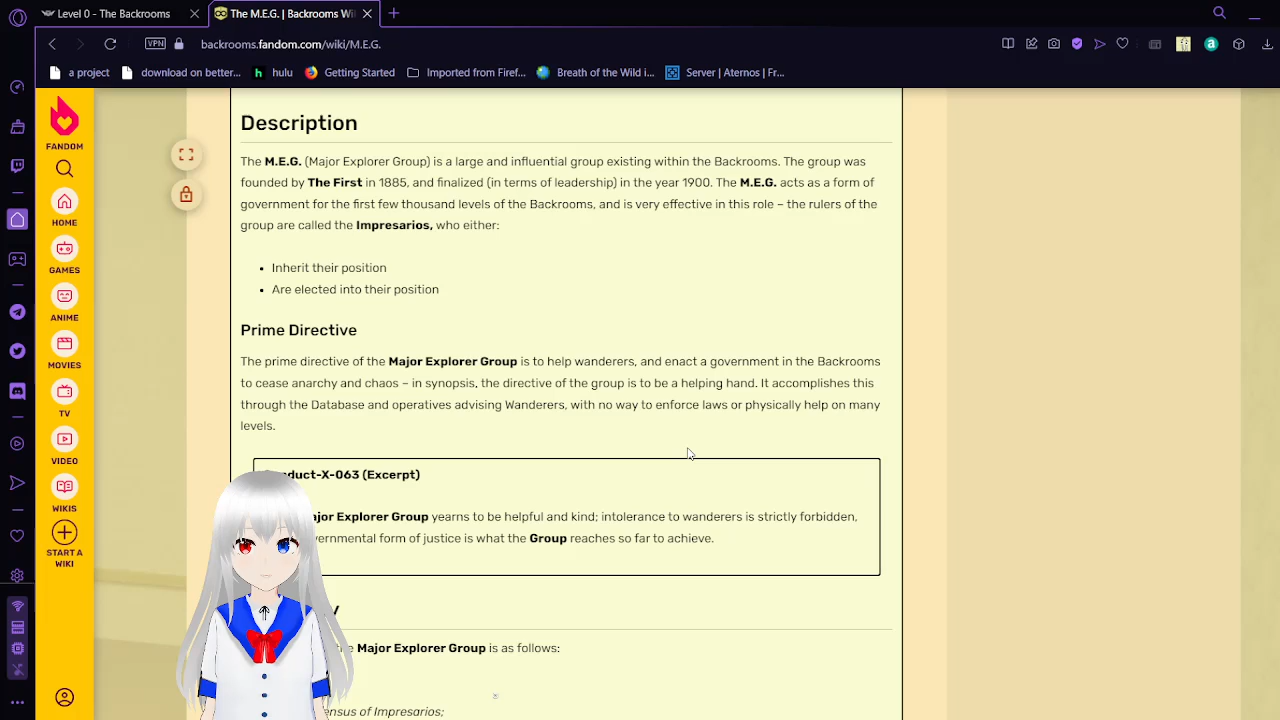 Level 0 - The Backrooms
The M.E.G. | Backrooms Wi
VPN
backrooms.fandom.com/wiki/M.E.G.
a project
download on better...
hulu
Getting Started
Imported from Firef...
Breath of the Wild i...
Server | Aternos | Fr...
FANDOM
HOME
GAMES
ANIME
MOVIES
TV
VIDEO
WIKIS
START A
WIKI
Description
The M.E.G. (Major Explorer Group) is a large and influential group existing within the Backrooms. The group was
founded by The First in 1885, and finalized (in terms of leadership) in the year 1900. The M.E.G. acts as a form of
government for the first few thousand levels of the Backrooms, and is very effective in this role – the rulers of the
group are called the Impresarios, who either:
Inherit their position
Are elected into their position
Prime Directive
The prime directive of the Major Explorer Group is to help wanderers, and enact a government in the Backrooms
to cease anarchy and chaos – in synopsis, the directive of the group is to be a helping hand. It accomplishes this
through the Database and operatives advising Wanderers, with no way to enforce laws or physically help on many
levels.
nduct-X-063 (Excerpt)
ajor Explorer Group yearns to be helpful and kind; intolerance to wanderers is strictly forbidden,
vernmental form of justice is what the Group reaches so far to achieve.
y
the Major Explorer Group is as follows:
ensus of Impresarios;